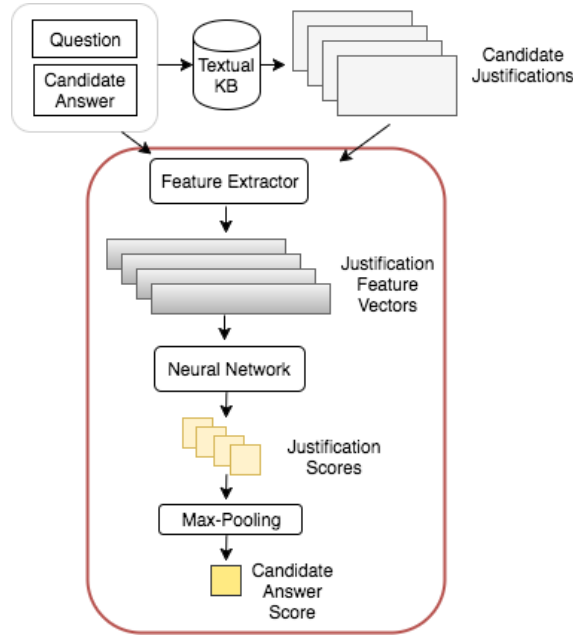 Question
Candidate
Answer
Textual
KB
Candidate
Justifications
Feature Extractor
Justification
Feature
Vectors
Neural Network
Justification
Scores
Max-Pooling
Candidate
Answer
Score